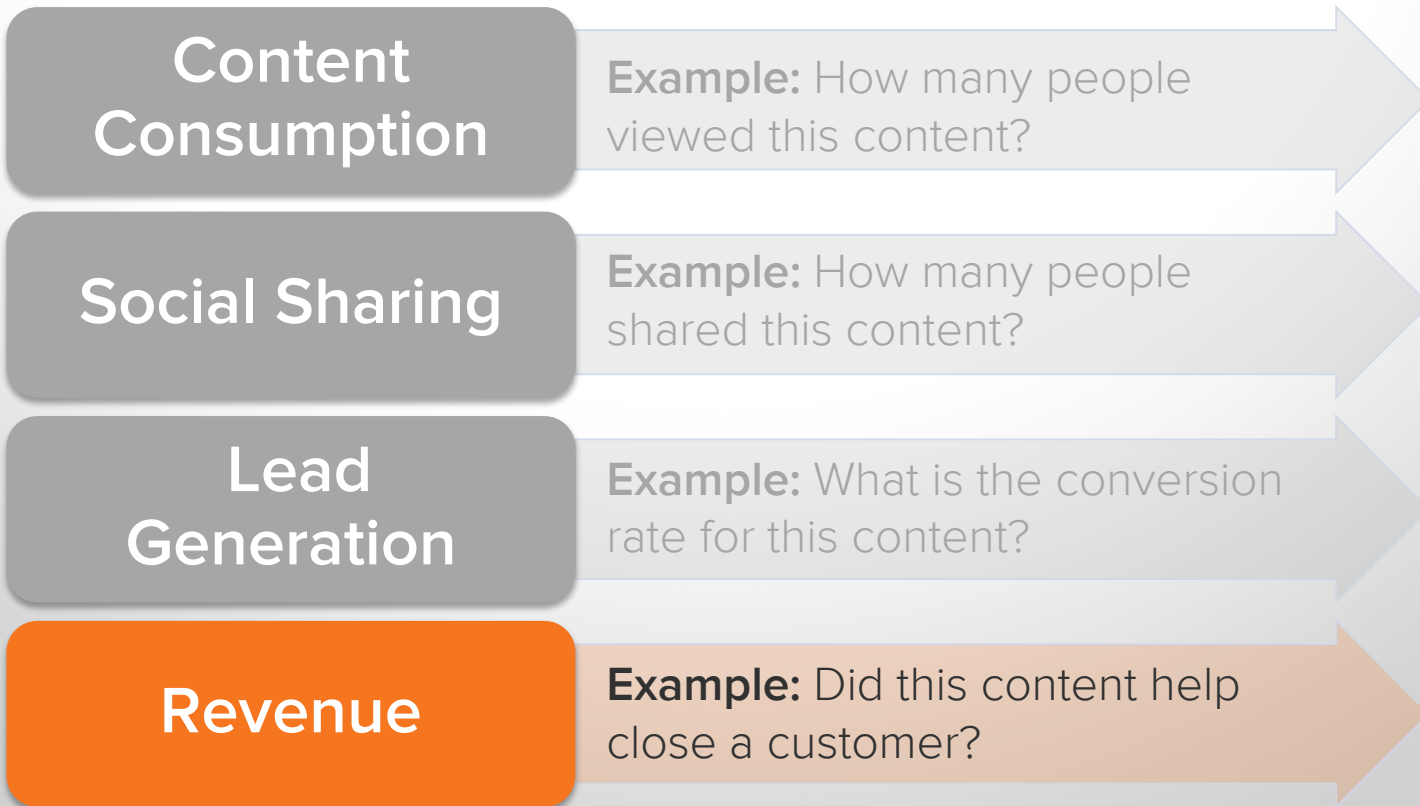 Content
Consumption
Example: How many people
viewed this content?
Social Sharing
Example: How many people
shared this content?
Lead
Generation
Example: What is the conversion
rate for this content?
Revenue
Example: Did this content help
close a customer?